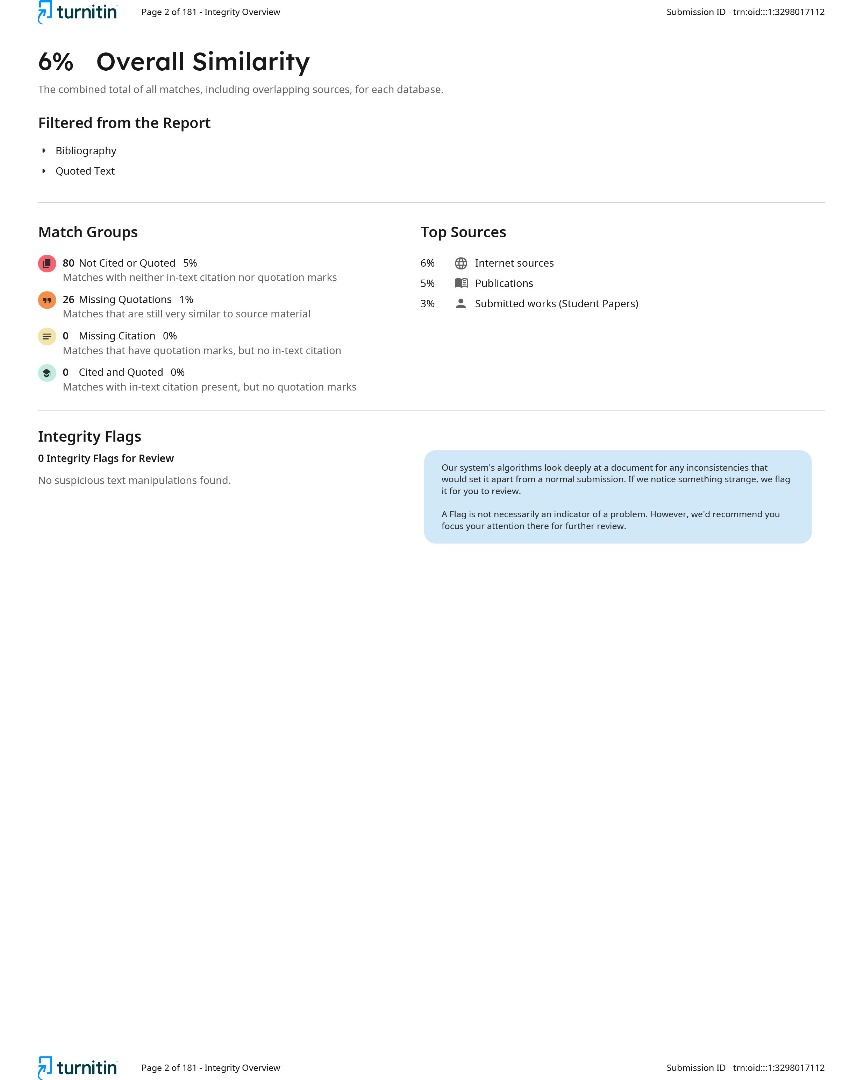 turnitin Page 2 of 181 - Integrity Overview Submission ID trn:oid:::1:3298017112
6% Overall Similarity
The combined total of all matches, including overlapping sources, for each database.
Filtered from the Report
Bibliography
Quoted Text
Match Groups
80 Not Cited or Quoted 5%
Matches with neither in-text citation nor quotation marks
26 Missing Quotations 1%
Matches that are still very similar to source material
0 Missing Citation 0%
Matches that have quotation marks, but no in-text citation
0 Cited and Quoted 0%
Matches with in-text citation present, but no quotation marks
Top Sources
6% Internet sources
5% Publications
3% Submitted works (Student Papers)
Integrity Flags
0 Integrity Flags for Review
No suspicious text manipulations found.
Our system's algorithms look deeply at a document for any inconsistencies that
would set it apart from a normal submission. If we notice something strange, we flag
it for you to review.
A Flag is not necessarily an indicator of a problem. However, we'd recommend you
focus your attention there for further review.
turnitin Page 2 of 181 - Integrity Overview Submission ID trn:oid:::1:3298017112